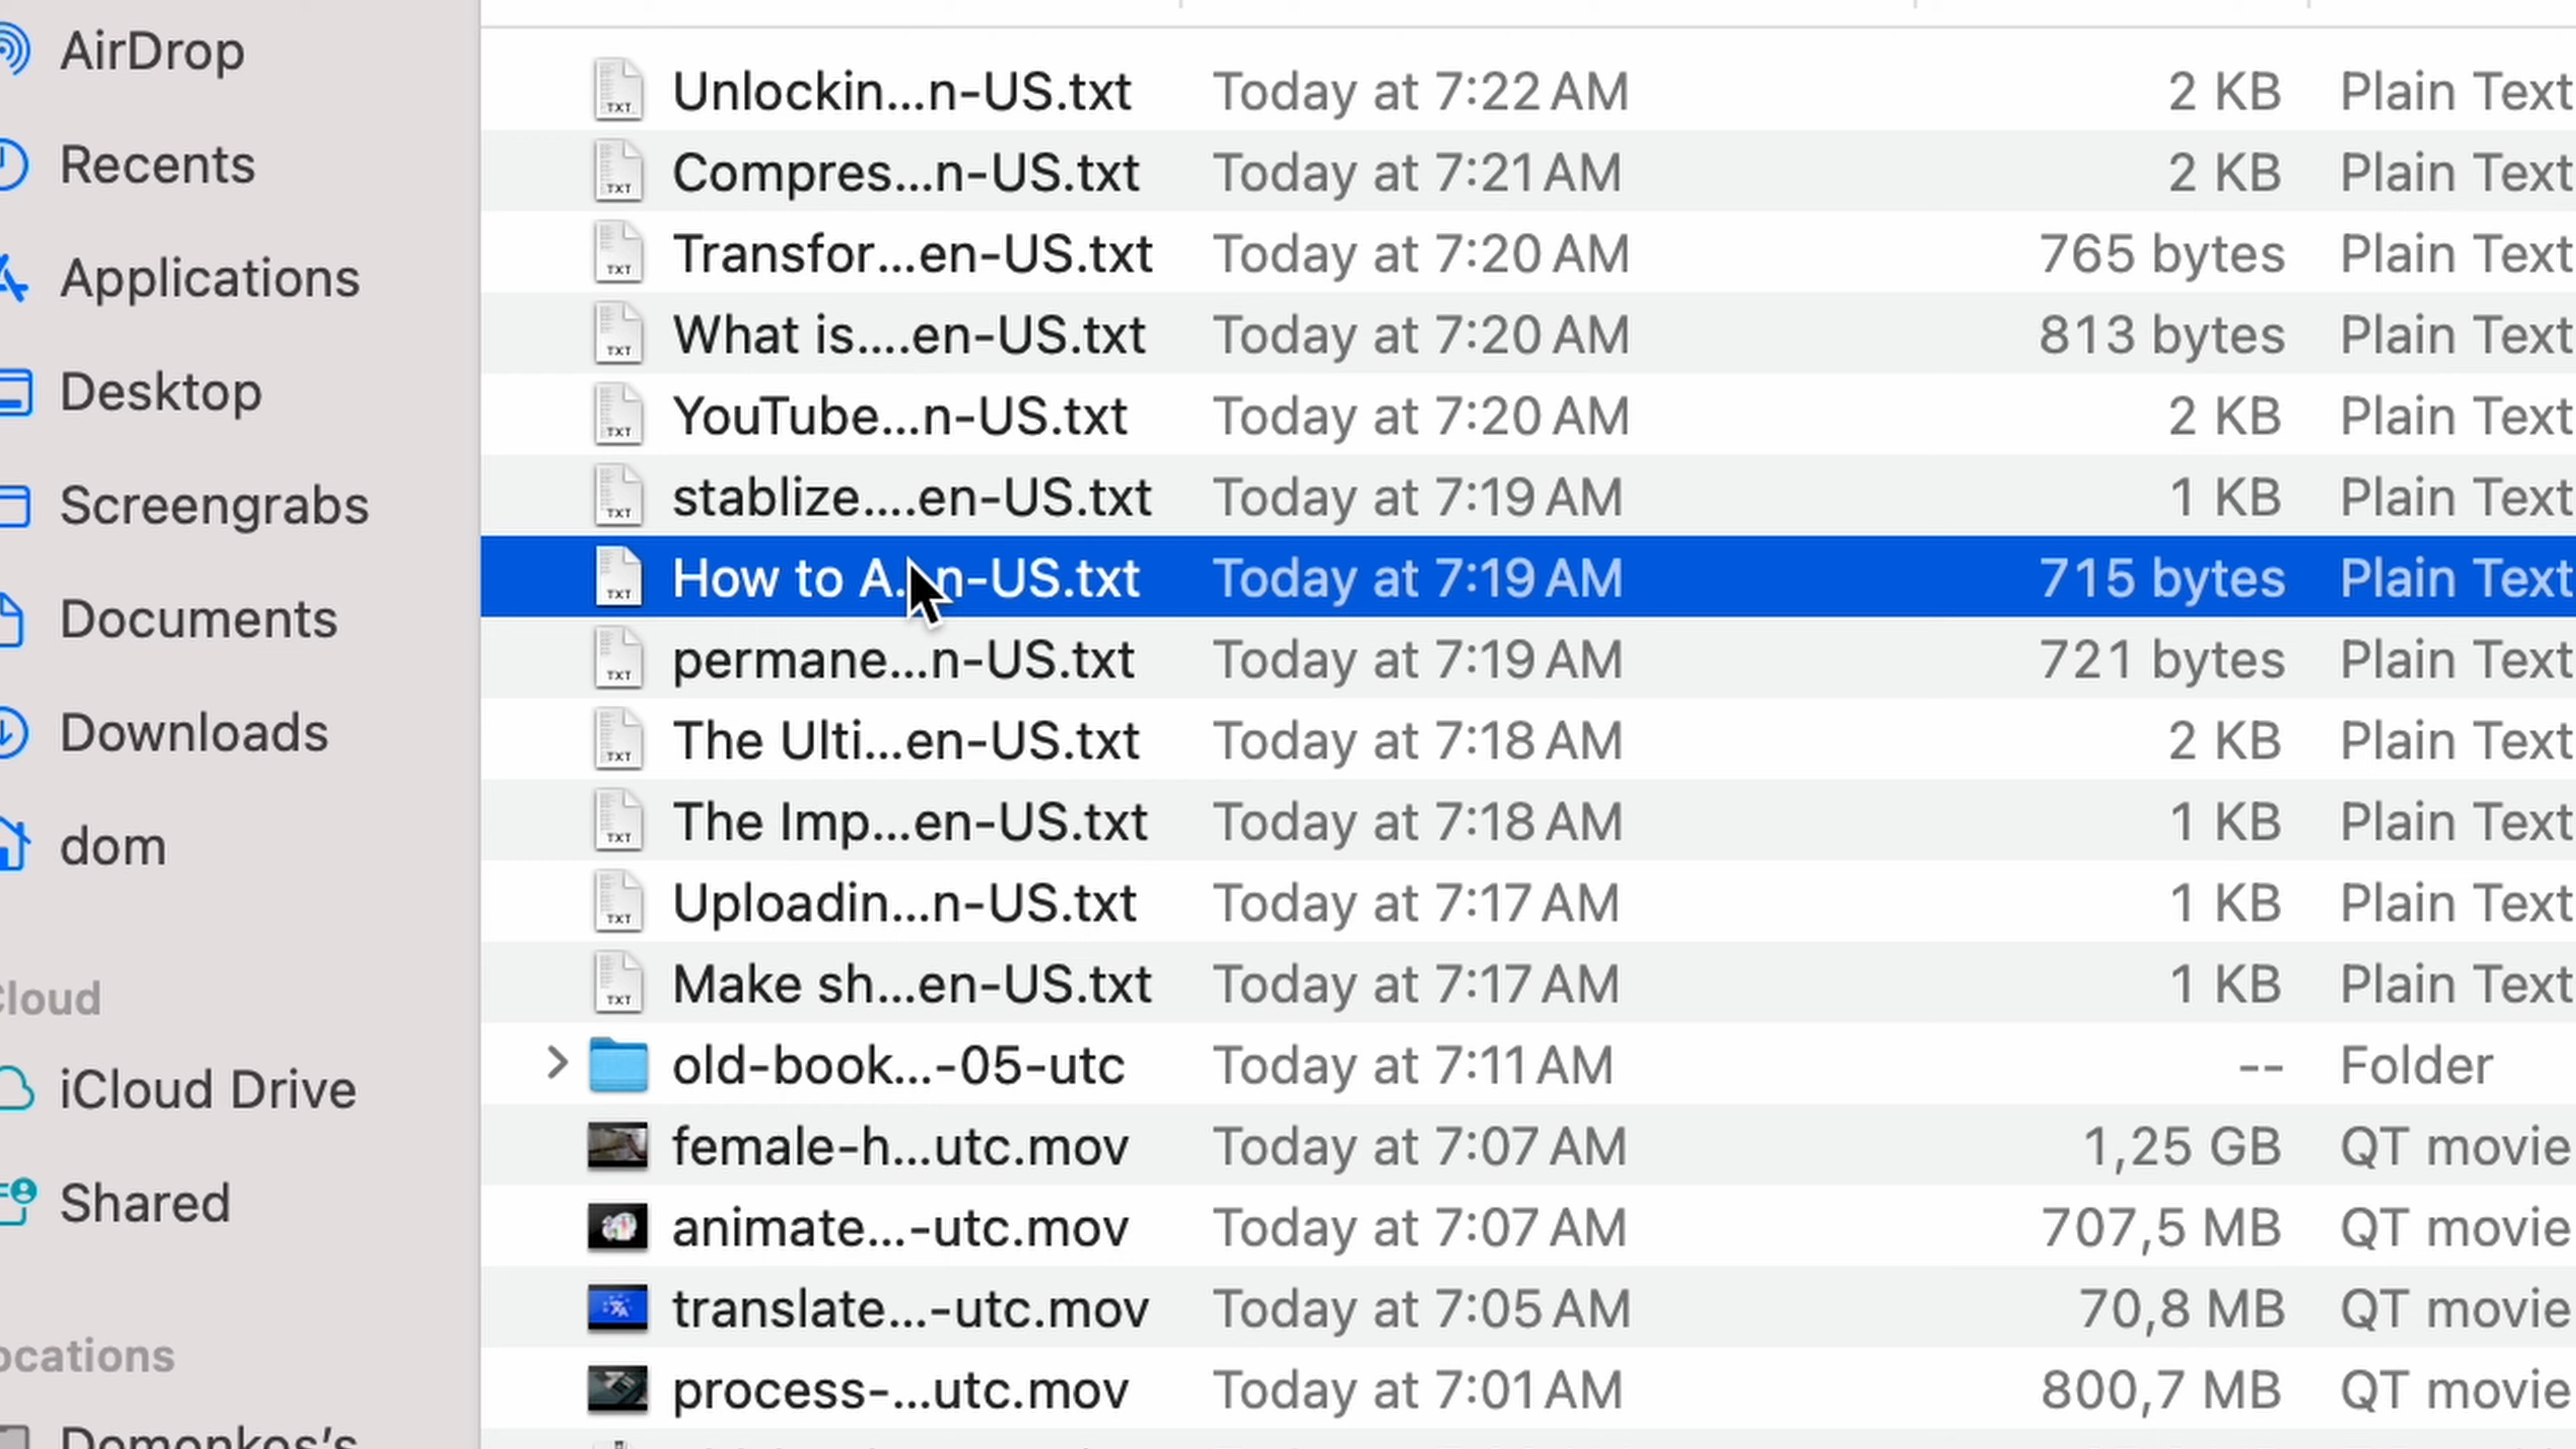 AirDrop
Recents
Applications
Desktop
Screengrabs
Documents
Downloads
dom
iCloud Drive
Shared
Unlockin...n-US.txt Today at 7:22 AM 2 KB Plain Text
Compres...n-US.txt Today at 7:21 AM 2 KB Plain Text
Transfor...en-US.txt Today at 7:20 AM 765 bytes Plain Text
What is....en-US.txt Today at 7:20 AM 813 bytes Plain Text
YouTube...n-US.txt Today at 7:20 AM 2 KB Plain Text
stablize....en-US.txt Today at 7:19 AM 1 KB Plain Text
How to A...n-US.txt Today at 7:19 AM 715 bytes Plain Text
permane...n-US.txt Today at 7:19 AM 721 bytes Plain Text
The Ulti...en-US.txt Today at 7:18 AM 2 KB Plain Text
The Imp...en-US.txt Today at 7:18 AM 1 KB Plain Text
Uploadin...n-US.txt Today at 7:17 AM 1 KB Plain Text
Make sh...en-US.txt Today at 7:17 AM 1 KB Plain Text
old-book...-05-utc Today at 7:11 AM -- Folder
female-h...utc.mov Today at 7:07 AM 1,25 GB QT movie
animate...-utc.mov Today at 7:07 AM 707,5 MB QT movie
translate...-utc.mov Today at 7:05 AM 70,8 MB QT movie
process-...utc.mov Today at 7:01 AM 800,7 MB QT movie